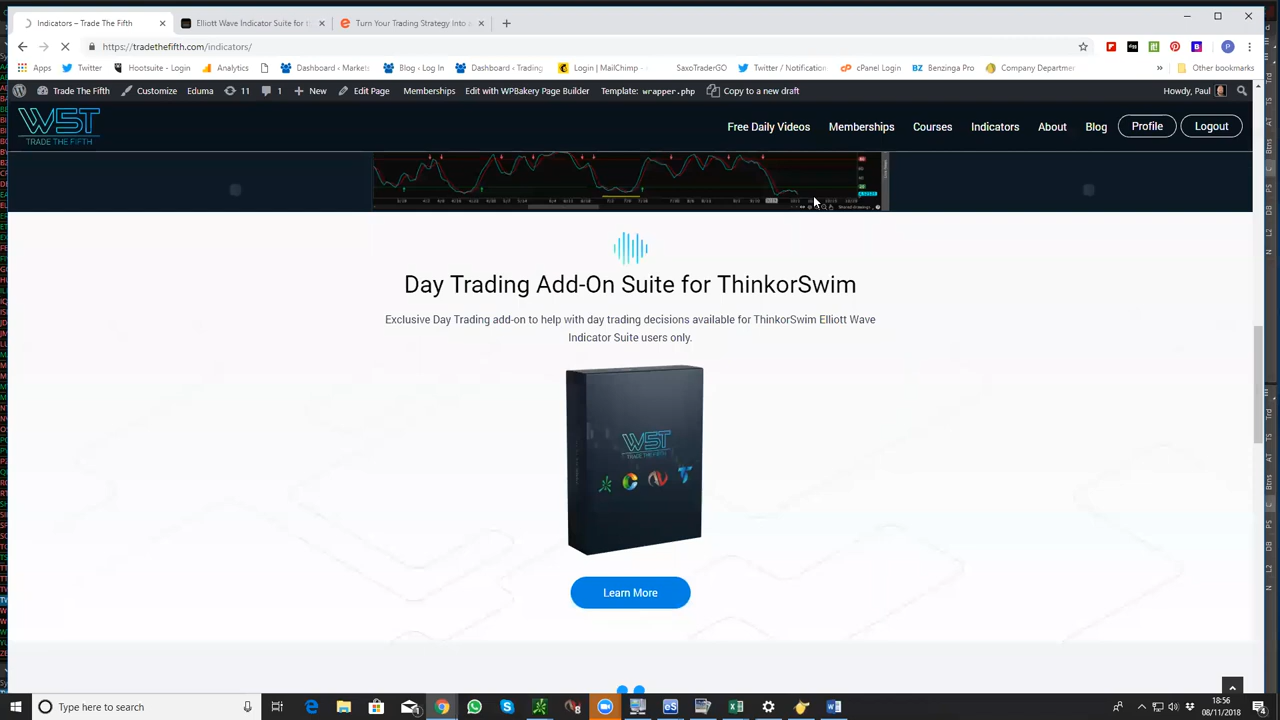 Indicators – Trade The Fifth
Elliott Wave Indicator Suite for t
Turn Your Trading Strategy into a
https://tradethefifth.com/indicators/
Apps
Twitter
Hootsuite - Login
Analytics
Dashboard ‹ Markets
Blog ‹ Log In
Dashboard ‹ Trading
Login | MailChimp
SaxoTraderGO
Twitter / Notification
cPanel Login
Benzinga Pro
Company Departmer
»
Other bookmarks
Trade The Fifth
Customize
Eduma
11
1
New
Edit Page
Memberships
Edit with WPBakery Page Builder
Template: wrapper.php
Copy to a new draft
Howdy, Paul
W5T
TRADE THE FIFTH
Free Daily Videos
Memberships
Courses
Indicators
About
Blog
Profile
Logout
Day Trading Add-On Suite for ThinkorSwim
Exclusive Day Trading add-on to help with day trading decisions available for ThinkorSwim Elliott Wave
Indicator Suite users only.
W5T
TRADE THE FIFTH
Learn More
Type here to search
18:56
08/11/2018